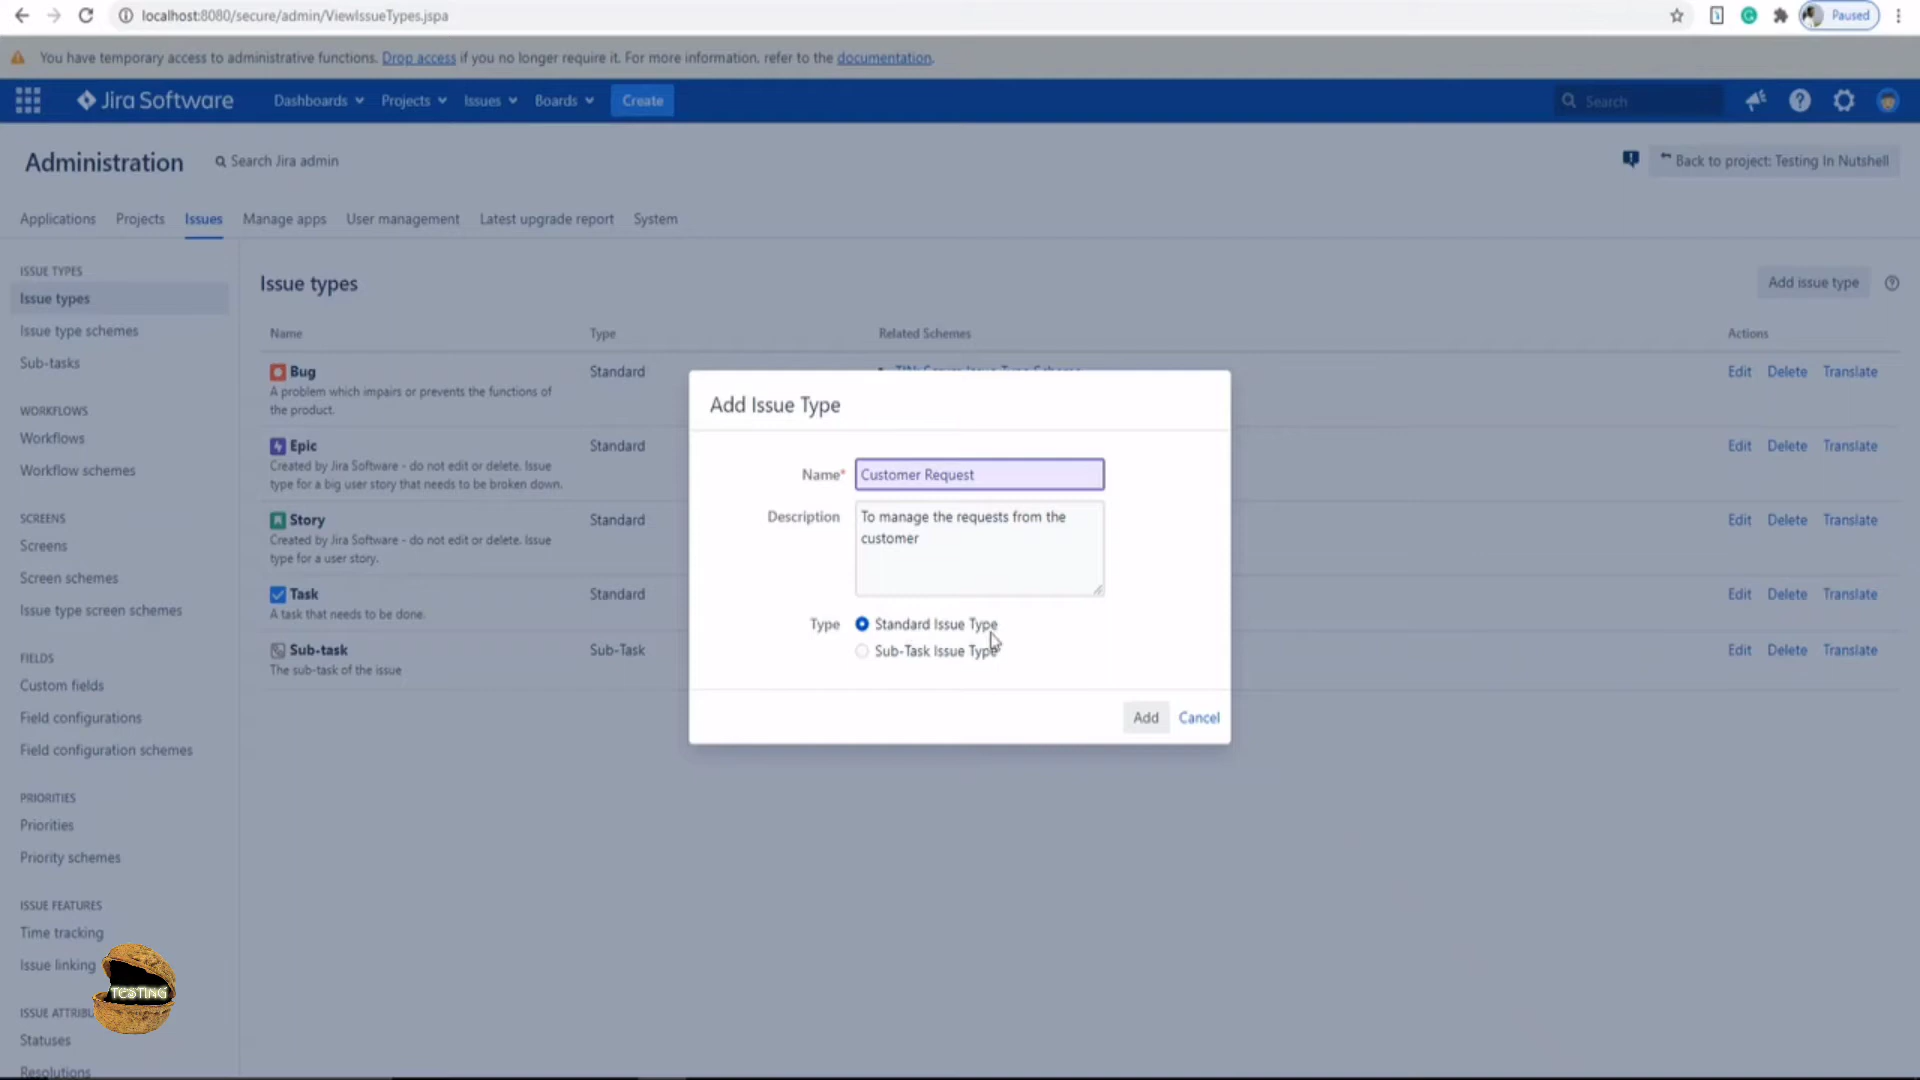 localhost:8080/secure/admin/ViewIssueTypes.jspa
Paused
You have temporary access to administrative functions. Drop access if you no longer require it. For more information, refer to the documentation.
Jira Software
Dashboards
Projects
Issues
Boards
Create
Search
Administration
Search Jira admin
Back to project: Testing In Nutshell
Applications
Projects
Issues
Manage apps
User management
Latest upgrade report
System
ISSUE TYPES
Issue types
Issue type schemes
Sub-tasks
WORKFLOWS
Workflows
Workflow schemes
SCREENS
Screens
Screen schemes
Issue type screen schemes
FIELDS
Custom fields
Field configurations
Field configuration schemes
PRIORITIES
Priorities
Priority schemes
ISSUE FEATURES
Time tracking
Issue linking
TESTING
ISSUE ATTRIBU
Statuses
Resolutions
Issue types
Add issue type
Name Type Related Schemes Actions
Bug Standard Edit Delete Translate
A problem which impairs or prevents the functions of
the product.
Epic Standard Edit Delete Translate
Created by Jira Software - do not edit or delete. Issue
type for a big user story that needs to be broken down.
Story Standard Edit Delete Translate
Created by Jira Software - do not edit or delete. Issue
type for a user story.
Task Standard Edit Delete Translate
A task that needs to be done.
Sub-task Sub-Task Edit Delete Translate
The sub-task of the issue
Add Issue Type
Name* Customer Request
Description To manage the requests from the
customer
Type Standard Issue Type
Sub-Task Issue Type
Add Cancel